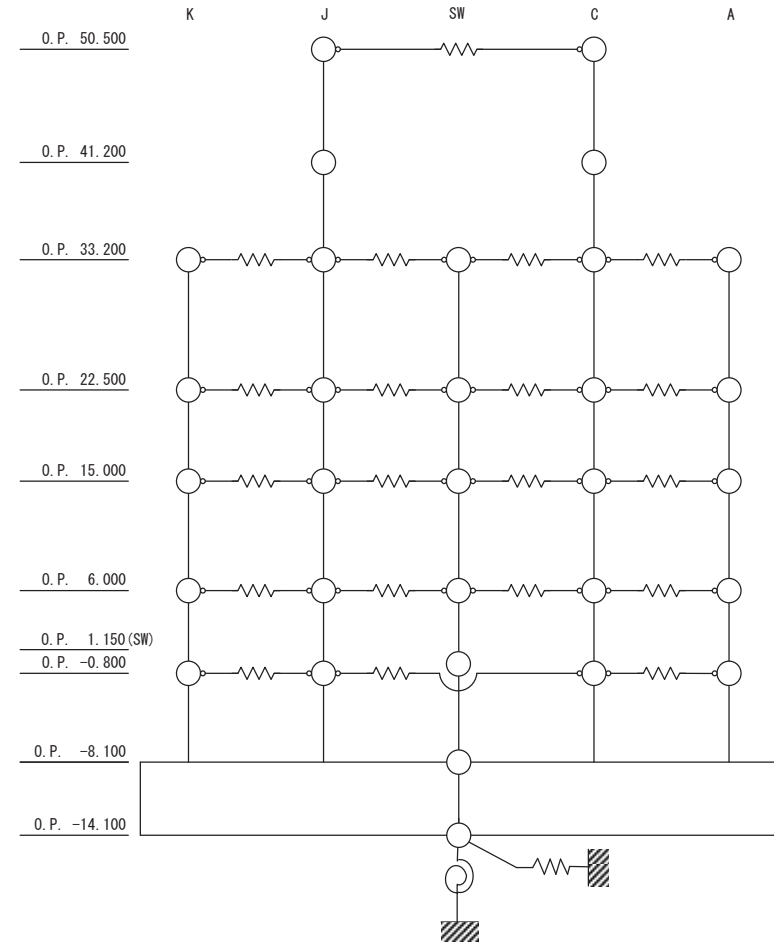 K J SW C A
O.P. 50.500
O.P. 41.200
O.P. 33.200
O.P. 22.500
O.P. 15.000
O.P. 6.000
O.P. 1.150(SW)
O.P. -0.800
O.P. -8.100
O.P. -14.100